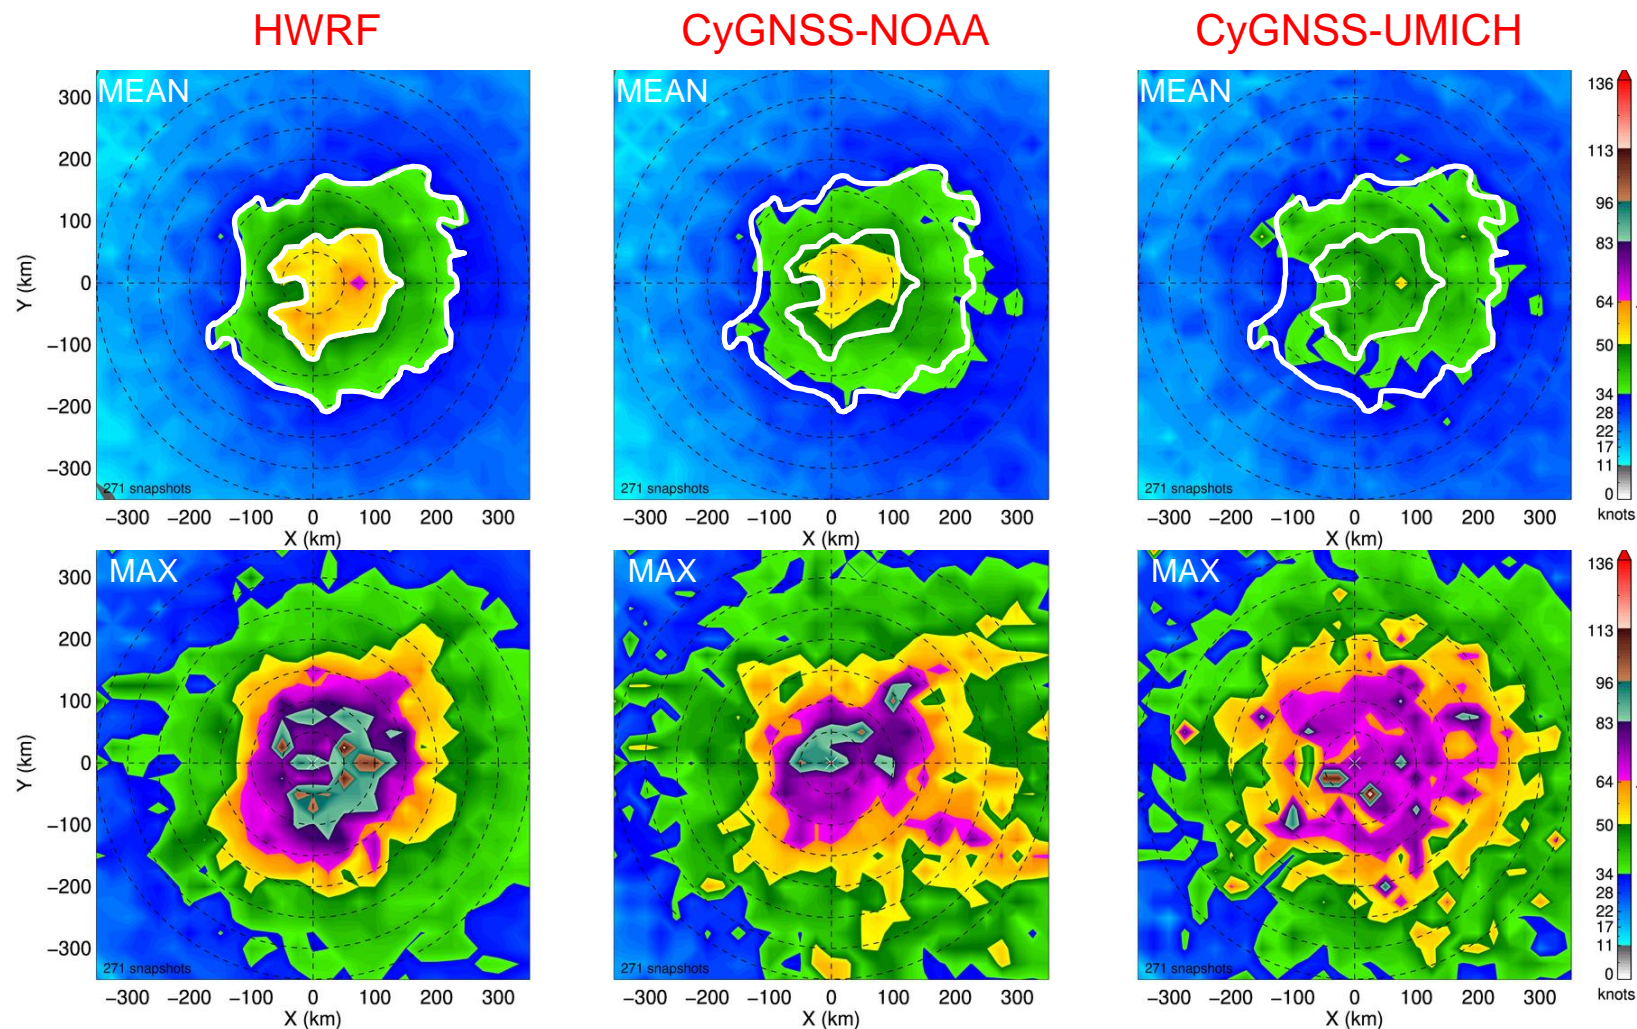 HWRF CyGNSS-NOAA CyGNSS-UMICH
MEAN MEAN MEAN
Y (km)
300
200
100
0
−100
−200
−300
271 snapshots 271 snapshots 271 snapshots
−300 −200 −100 0 100 200 300 −300 −200 −100 0 100 200 300 −300 −200 −100 0 100 200 300
X (km) X (km) X (km)
136
113
96
83
64
50
34
28
22
17
11
0
knots
MAX MAX MAX
Y (km)
300
200
100
0
−100
−200
−300
271 snapshots 271 snapshots 271 snapshots
−300 −200 −100 0 100 200 300 −300 −200 −100 0 100 200 300 −300 −200 −100 0 100 200 300
X (km) X (km) X (km)
136
113
96
83
64
50
34
28
22
17
11
0
knots